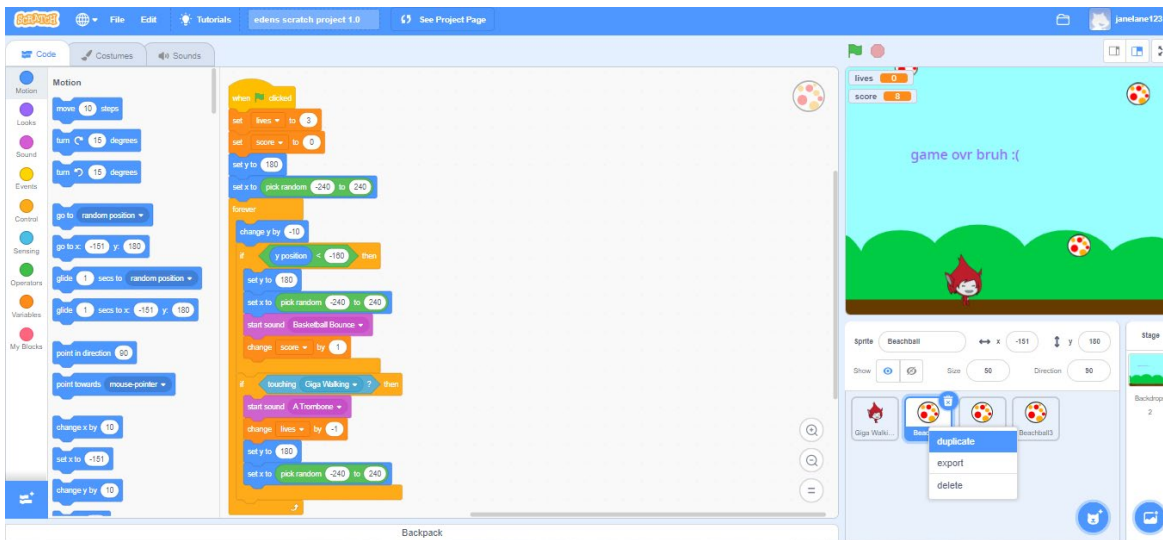 SCRATCH File Edit Tutorials edens scratch project 1.0 See Project Page janelane123
Code Costumes Sounds
Motion
Looks
Sound
Events
Control
Sensing
Operators
Variables
My Blocks
Motion
move 10 steps
turn 15 degrees
turn 15 degrees
go to random position
go to x: -151 y: 180
glide 1 secs to random position
glide 1 secs to x: -151 y: 180
point in direction 90
point towards mouse-pointer
change x by 10
set x to -151
change y by 10
when clicked
set lives to 3
set score to 0
set y to 180
set x to pick random -240 to 240
forever
change y by -10
if y position < -160 then
set y to 180
set x to pick random -240 to 240
start sound Basketball Bounce
change score by 1
if touching Giga Walking ? then
start sound A Trombone
change lives by -1
set y to 180
set x to pick random -240 to 240
Backpack
lives 0
score 8
game ovr bruh :(
Sprite Beachball x -151 y 180
Show Size 50 Direction 90
Giga Walki... Beachball3
duplicate
export
delete
Stage
Backdrop
2